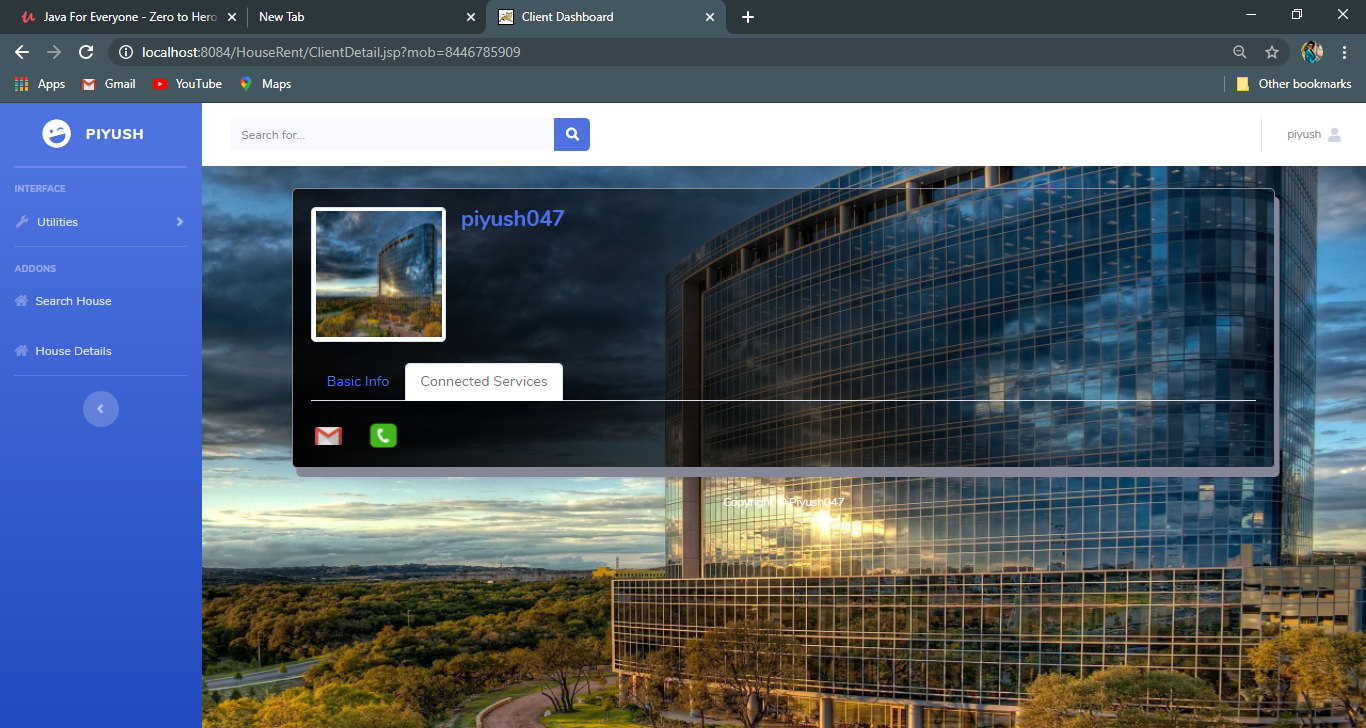 Java For Everyone - Zero to Hero
New Tab
Client Dashboard
localhost:8084/HouseRent/ClientDetail.jsp?mob=8446785909
Apps
Gmail
YouTube
Maps
Other bookmarks
PIYUSH
Search for...
piyush
INTERFACE
Utilities
ADDONS
Search House
House Details
piyush047
Basic Info
Connected Services
Copyright © Piyush047